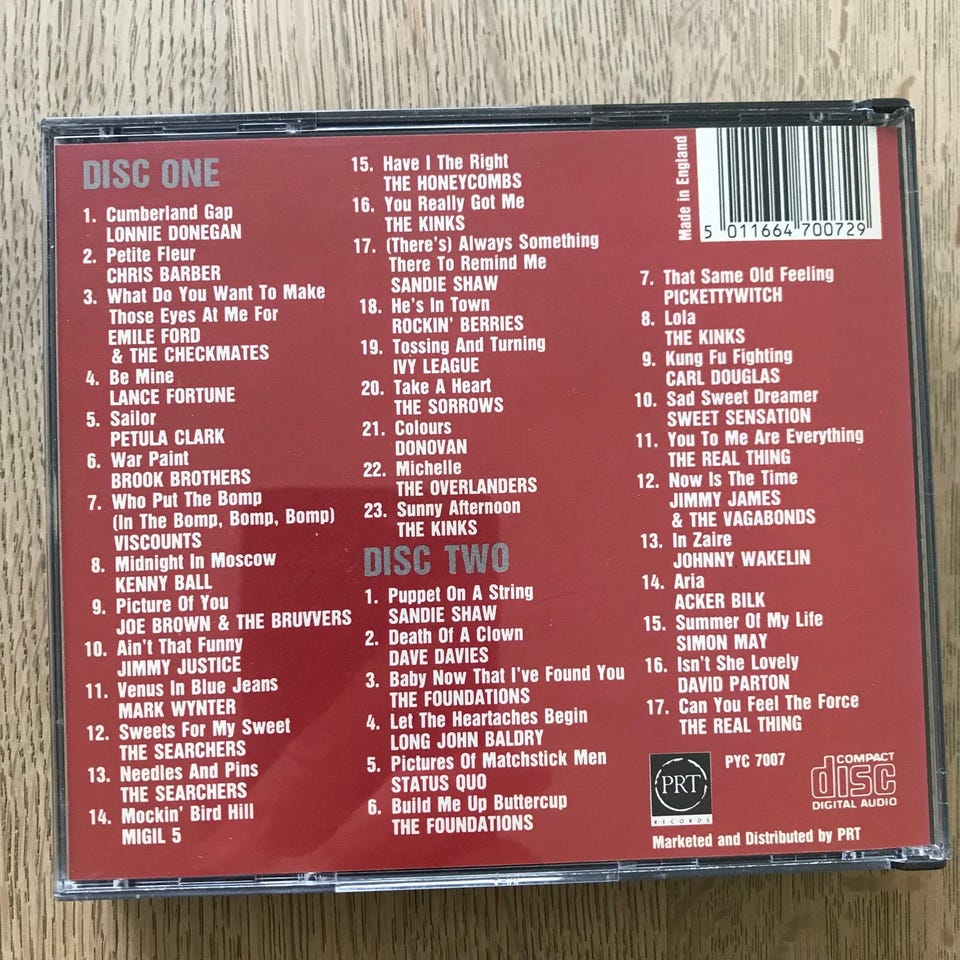 DISC ONE
1. Cumberland Gap
LONNIE DONEGAN
2. Petite Fleur
CHRIS BARBER
3. What Do You Want To Make
Those Eyes At Me For
EMILE FORD
& THE CHECKMATES
4. Be Mine
LANCE FORTUNE
5. Sailor
PETULA CLARK
6. War Paint
BROOK BROTHERS
7. Who Put The Bomp
(In The Bomp, Bomp, Bomp)
VISCOUNTS
8. Midnight In Moscow
KENNY BALL
9. Picture Of You
JOE BROWN & THE BRUVVERS
10. Ain't That Funny
JIMMY JUSTICE
11. Venus In Blue Jeans
MARK WYNTER
12. Sweets For My Sweet
THE SEARCHERS
13. Needles And Pins
THE SEARCHERS
14. Mockin' Bird Hill
MIGIL 5
15. Have I The Right
THE HONEYCOMBS
16. You Really Got Me
THE KINKS
17. (There's) Always Something
There To Remind Me
SANDIE SHAW
18. He's In Town
ROCKIN' BERRIES
19. Tossing And Turning
IVY LEAGUE
20. Take A Heart
THE SORROWS
21. Colours
DONOVAN
22. Michelle
THE OVERLANDERS
23. Sunny Afternoon
THE KINKS
DISC TWO
1. Puppet On A String
SANDIE SHAW
2. Death Of A Clown
DAVE DAVIES
3. Baby Now That I've Found You
THE FOUNDATIONS
4. Let The Heartaches Begin
LONG JOHN BALDRY
5. Pictures Of Matchstick Men
STATUS QUO
6. Build Me Up Buttercup
THE FOUNDATIONS
Made in England
5 011664 700729
7. That Same Old Feeling
PICKETTYWITCH
8. Lola
THE KINKS
9. Kung Fu Fighting
CARL DOUGLAS
10. Sad Sweet Dreamer
SWEET SENSATION
11. You To Me Are Everything
THE REAL THING
12. Now Is The Time
JIMMY JAMES
& THE VAGABONDS
13. In Zaire
JOHNNY WAKELIN
14. Aria
ACKER BILK
15. Summer Of My Life
SIMON MAY
16. Isn't She Lovely
DAVID PARTON
17. Can You Feel The Force
THE REAL THING
PRT
RECORDS
PYC 7007
COMPACT
disc
DIGITAL AUDIO
Marketed and Distributed by PRT